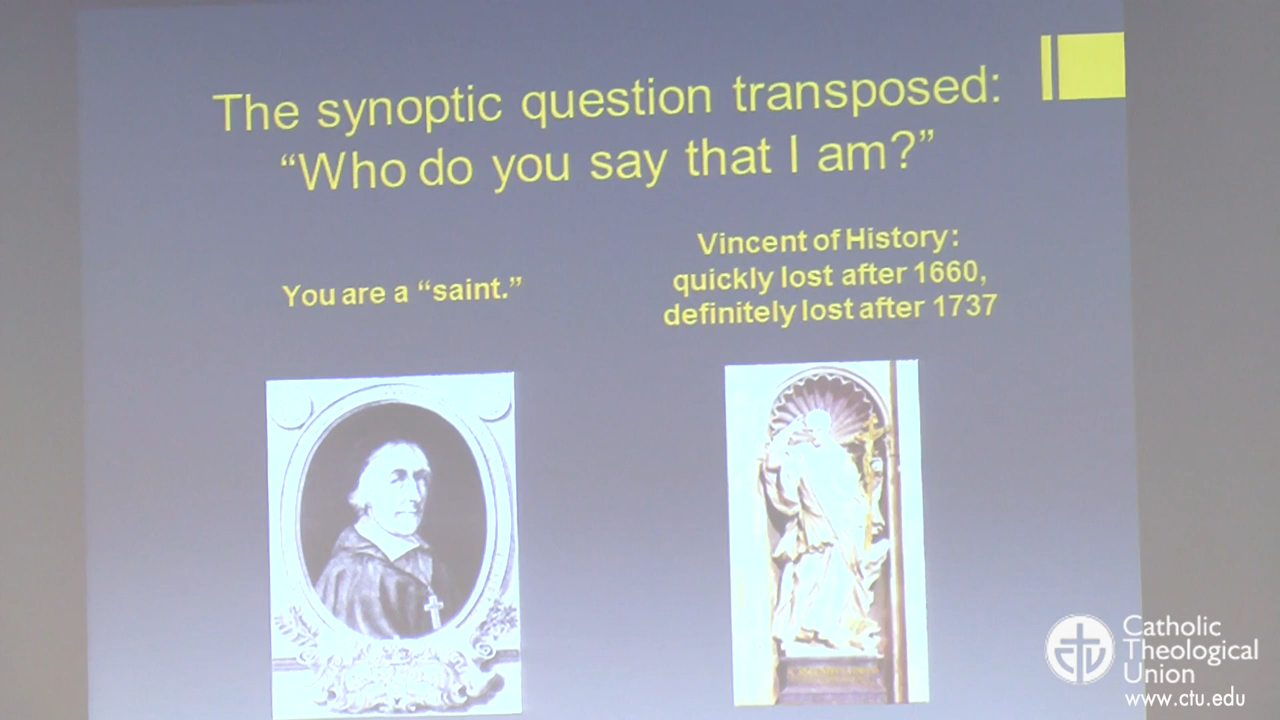 The synoptic question transposed:
“Who do you say that I am?”
You are a “saint.”
Vincent of History:
quickly lost after 1660,
definitely lost after 1737
Catholic
Theological
Union
www.ctu.edu